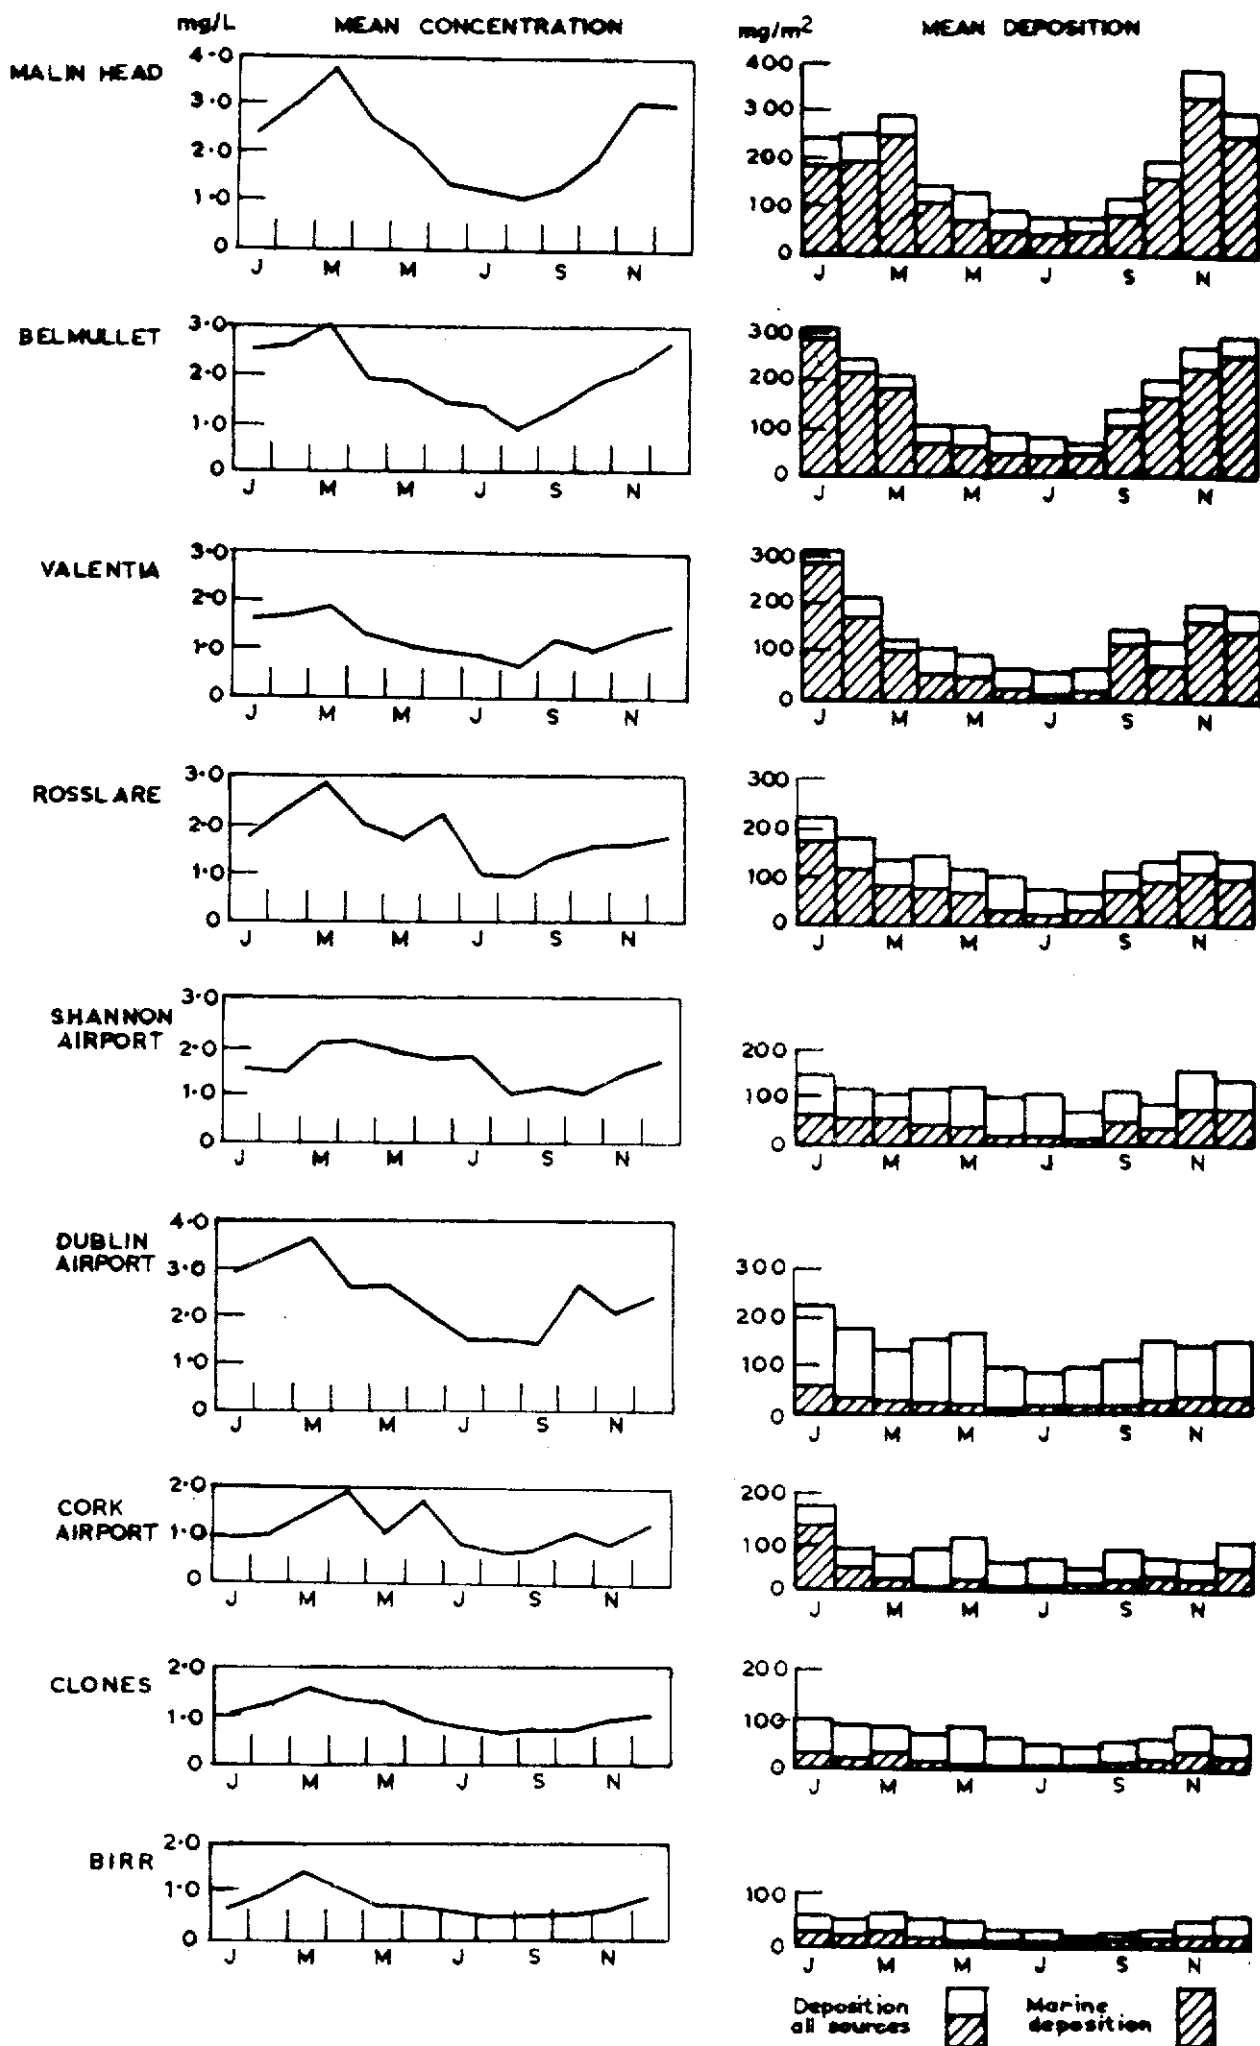 mg/L MEAN CONCENTRATION mg/m² MEAN DEPOSITION
MALIN HEAD
4·0
3·0
2·0
1·0
0
J M M J S N
400
300
200
100
0
J M M J S N
BELMULLET
3·0
2·0
1·0
0
J M M J S N
300
200
100
0
J M M J S N
VALENTIA
3·0
2·0
1·0
0
J M M J S N
300
200
100
0
J M M J S N
ROSSLARE
3·0
2·0
1·0
0
J M M J S N
300
200
100
0
J M M J S N
SHANNON
AIRPORT
3·0
2·0
1·0
0
J M M J S N
200
100
0
J M M J S N
DUBLIN
AIRPORT
4·0
3·0
2·0
1·0
0
J M M J S N
300
200
100
0
J M M J S N
CORK
AIRPORT
2·0
1·0
0
J M M J S N
200
100
0
J M M J S N
CLONES
2·0
1·0
0
J M M J S N
200
100
0
J M M J S N
BIRR
2·0
1·0
0
J M M J S N
100
0
J M M J S N
Deposition
all sources
Marine
deposition